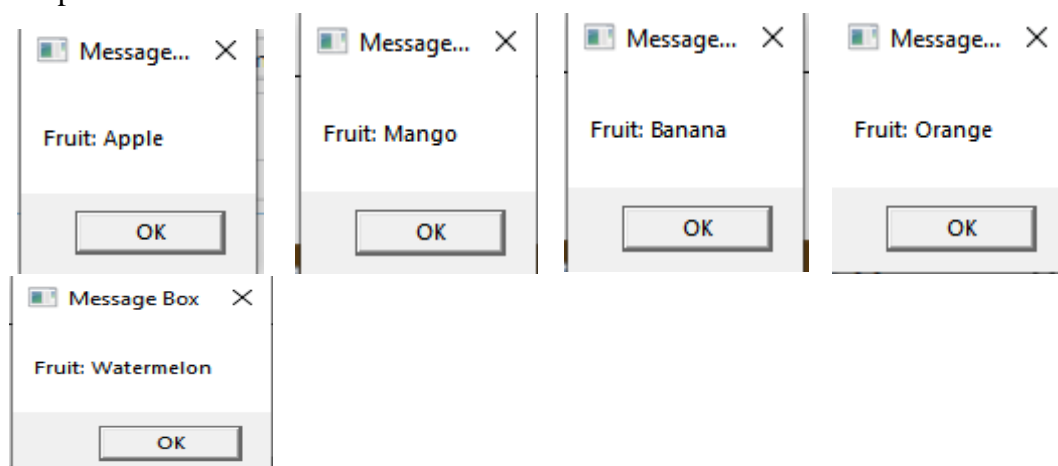 Message...
Fruit: Apple
OK
Message...
Fruit: Mango
OK
Message...
Fruit: Banana
OK
Message...
Fruit: Orange
OK
Message Box
Fruit: Watermelon
OK